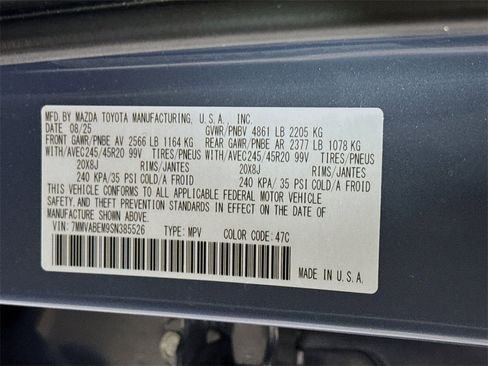 MFD. BY MAZDA TOYOTA MANUFACTURING, U.S.A., INC.
DATE 08/25 GVWR/PNBV 4861 LB 2205 KG
FRONT GAWR/PNBE AV 2566 LB 1164 KG REAR GAWR/PNBE AR 2377 LB 1078 KG
WITH/AVEC245/45R20 99V TIRES/PNEUS WITH/AVEC245/45R20 99V TIRES/PNEUS
20X8J RIMS/JANTES 20X8J RIMS/JANTES
240 KPA/ 35 PSI COLD/A FROID 240 KPA/ 35 PSI COLD/A FROID
THIS VEHICLE CONFORMS TO ALL APPLICABLE FEDERAL MOTOR VEHICLE
SAFETY, AND THEFT PREVENTION STANDARDS IN EFFECT ON THE DATE OF
MANUFACTURE SHOWN ABOVE.
VIN: 7MMVABEM9SN385526 TYPE: MPV COLOR CODE: 47C
MADE IN U.S.A.